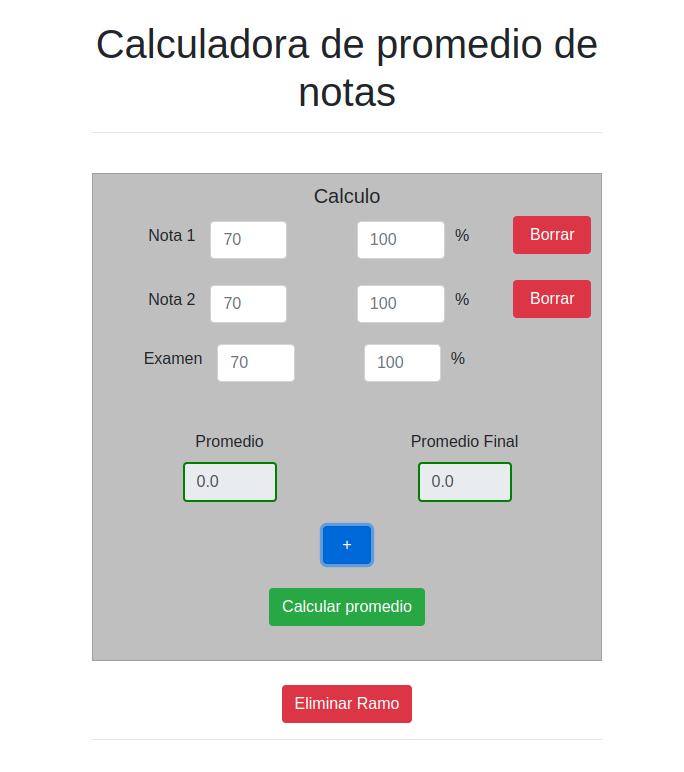 Calculadora de promedio de
notas
Calculo
Nota 1 70 100 % Borrar
Nota 2 70 100 % Borrar
Examen 70 100 %
Promedio Promedio Final
0.0 0.0
+
Calcular promedio
Eliminar Ramo